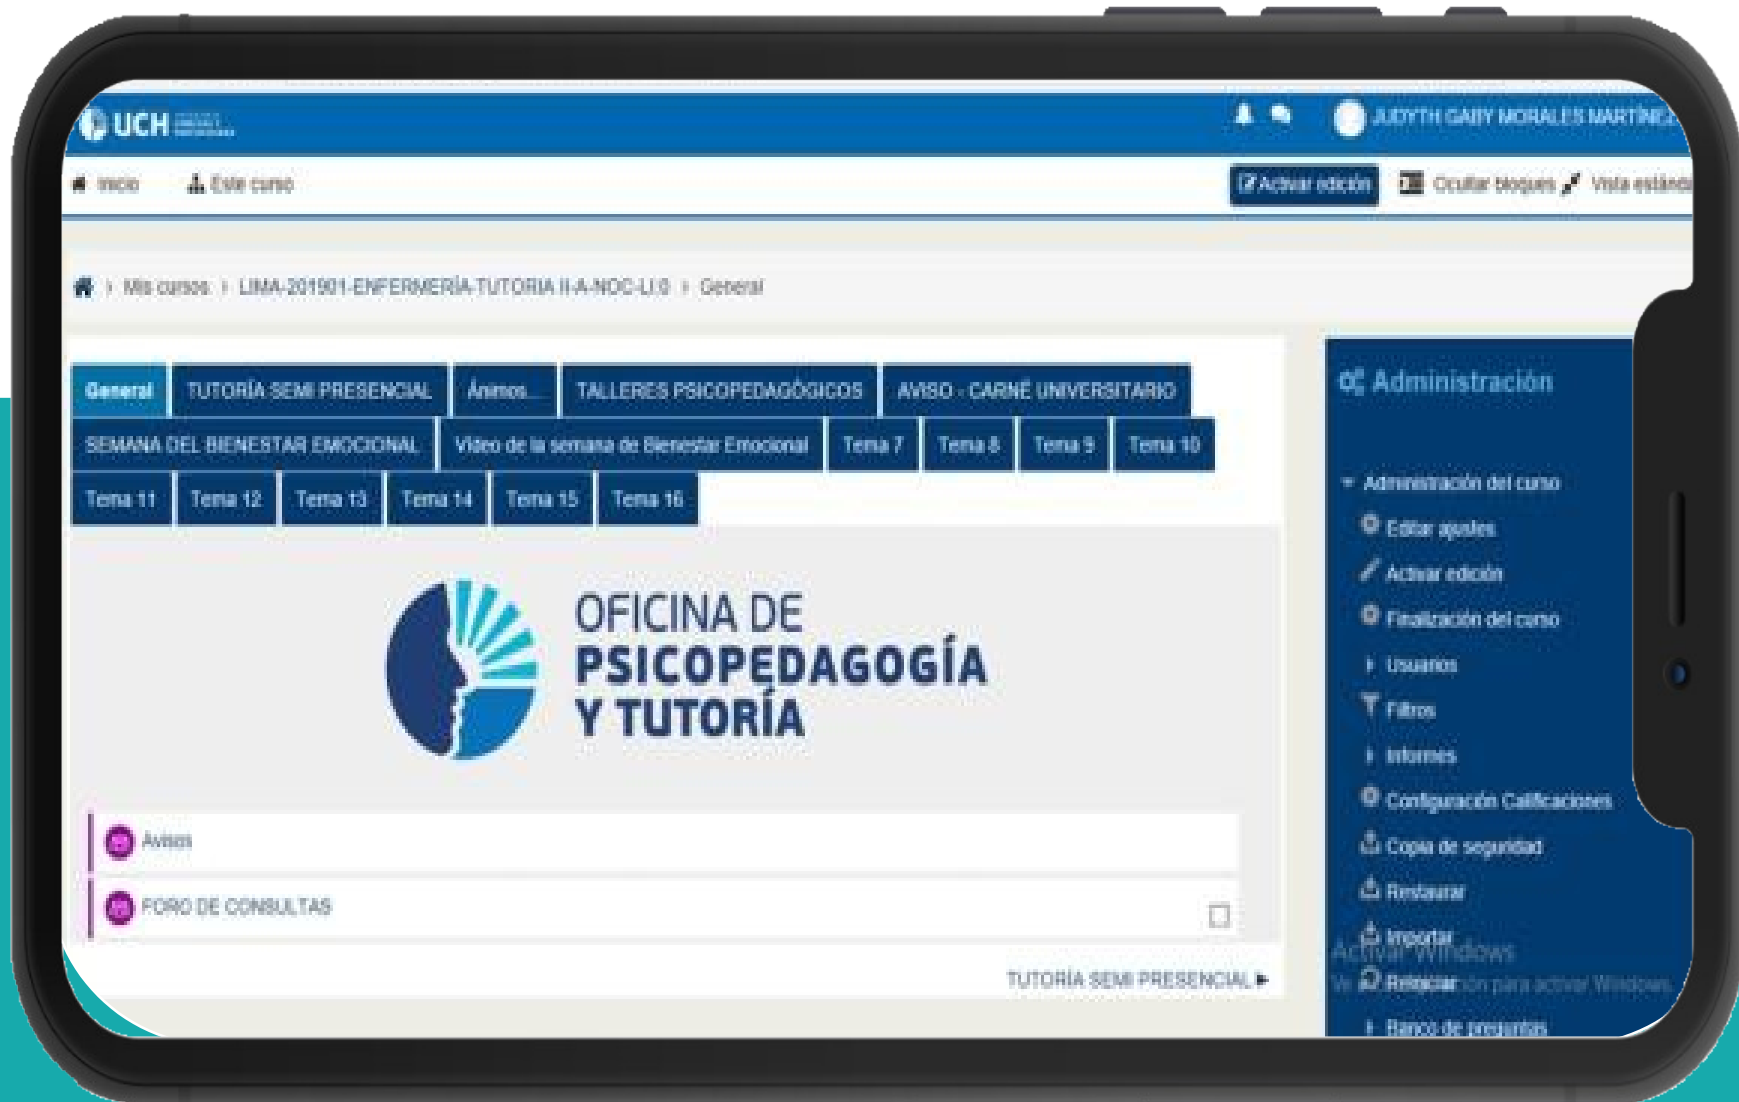 UCH
JUDYTH GABY MORALES MARTÍNEZ
Inicio
Este curso
Activar edición
Ocultar bloques
Vista estánda
Mis cursos
LIMA-201901-ENFERMERÍA-TUTORIA II-A-NOC-LI.0
General
General
TUTORÍA SEMI PRESENCIAL
Ánimos...
TALLERES PSICOPEDAGÓGICOS
AVISO - CARNÉ UNIVERSITARIO
SEMANA DEL BIENESTAR EMOCIONAL
Video de la semana de Bienestar Emocional
Tema 7
Tema 8
Tema 9
Tema 10
Tema 11
Tema 12
Tema 13
Tema 14
Tema 15
Tema 16
OFICINA DE
PSICOPEDAGOGÍA
Y TUTORÍA
Avisos
FORO DE CONSULTAS
TUTORÍA SEMI PRESENCIAL
Administración
Administración del curso
Editar ajustes
Activar edición
Finalización del curso
Usuarios
Filtros
Informes
Configuración Calificaciones
Copia de seguridad
Restaurar
Importar
Activar Windows
Reiniciar
para activar Windows.
Banco de preguntas